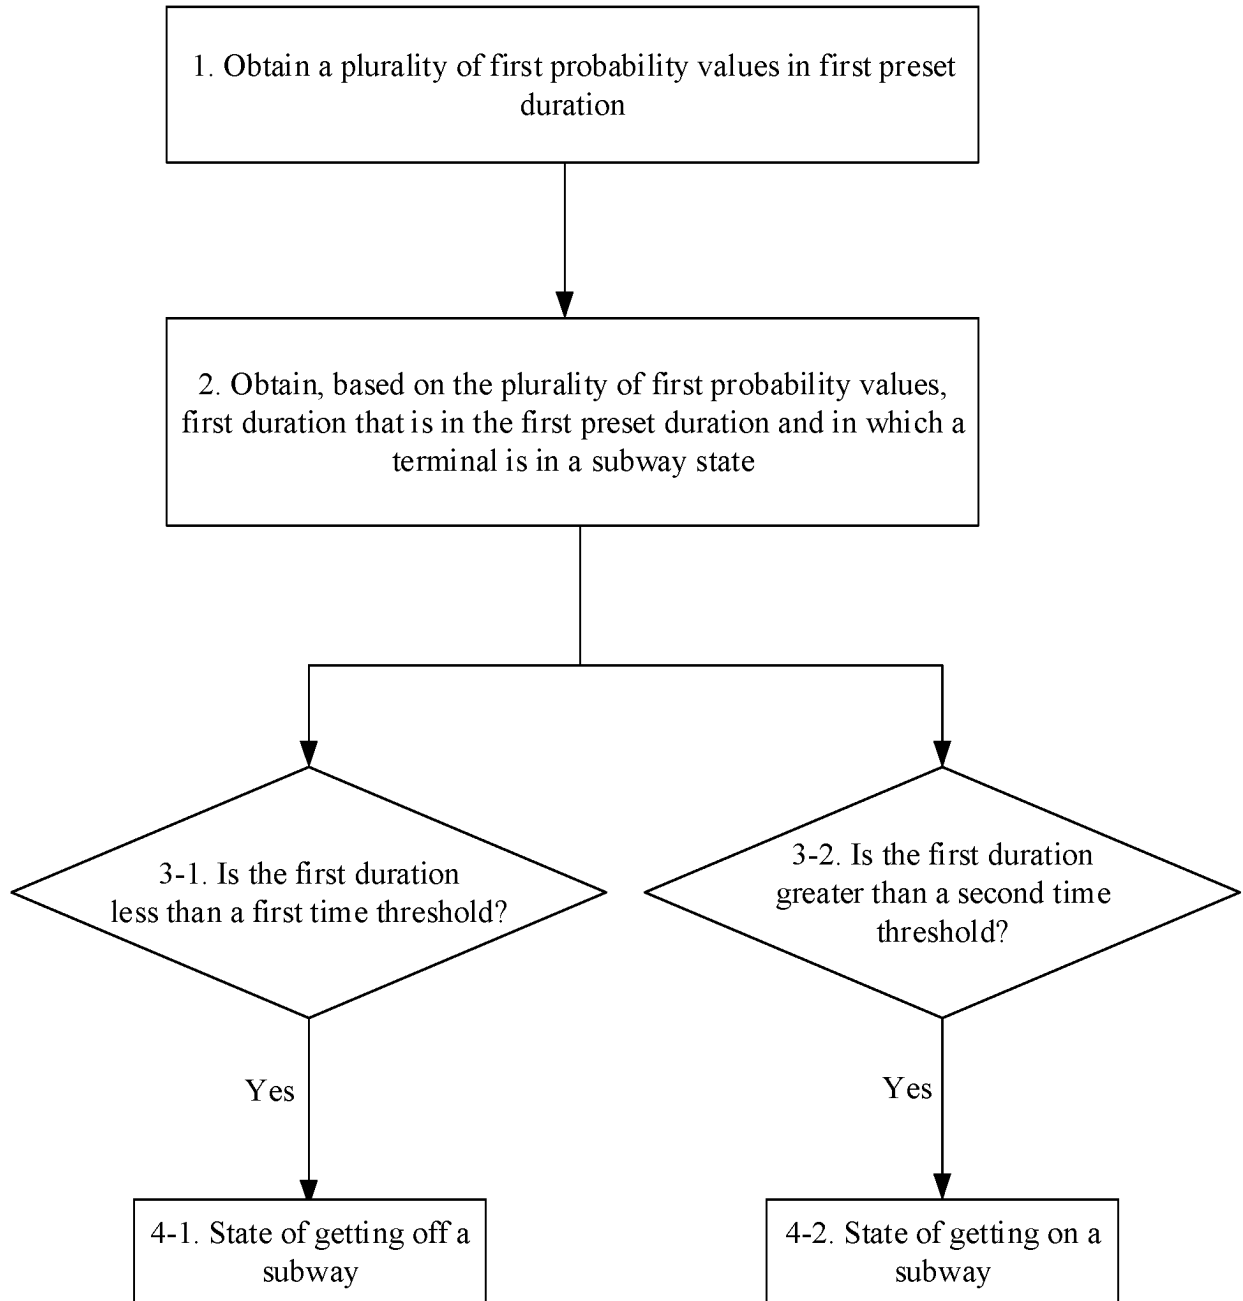 1. Obtain a plurality of first probability values in first preset
duration
2. Obtain, based on the plurality of first probability values,
first duration that is in the first preset duration and in which a
terminal is in a subway state
3-1. Is the first duration
less than a first time threshold?
3-2. Is the first duration
greater than a second time
threshold?
Yes
Yes
4-1. State of getting off a
subway
4-2. State of getting on a
subway